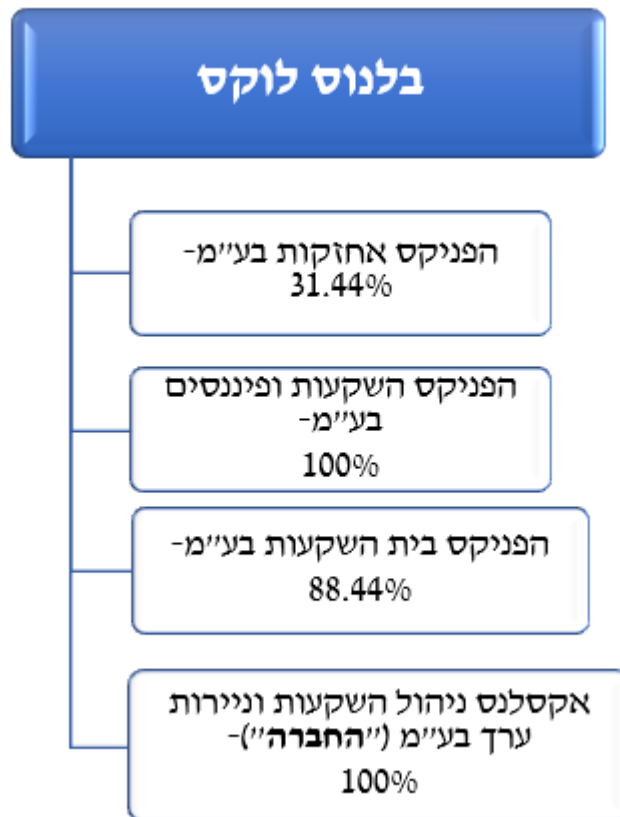 בלנוס לוקס
הפניקס אחזקות בע״מ-
31.44%
הפניקס השקעות ופיננסים
בע״מ-
100%
הפניקס בית השקעות בע״מ-
88.44%
אקסלנס ניהול השקעות וניירות
ערך בע״מ (״החברה״)-
100%